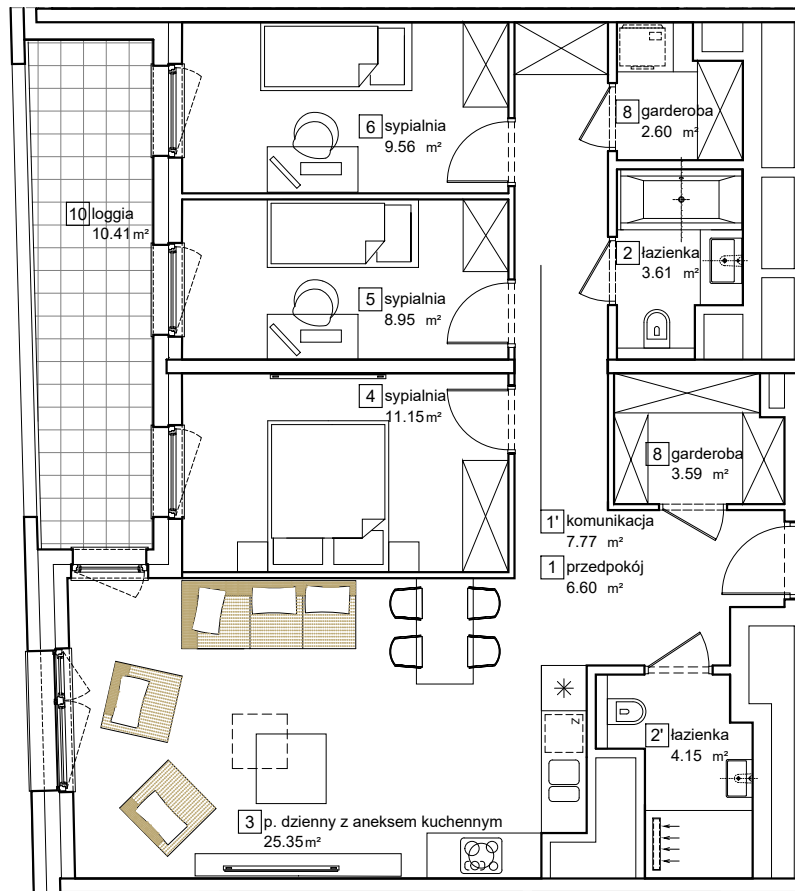 6 sypialnia
9.56 m²
8 garderoba
2.60 m²
10 loggia
10.41 m²
2 łazienka
3.61 m²
5 sypialnia
8.95 m²
4 sypialnia
11.15 m²
8 garderoba
3.59 m²
1' komunikacja
7.77 m²
1 przedpokój
6.60 m²
Z
2' łazienka
4.15 m²
3 p. dzienny z aneksem kuchennym
25.35 m²